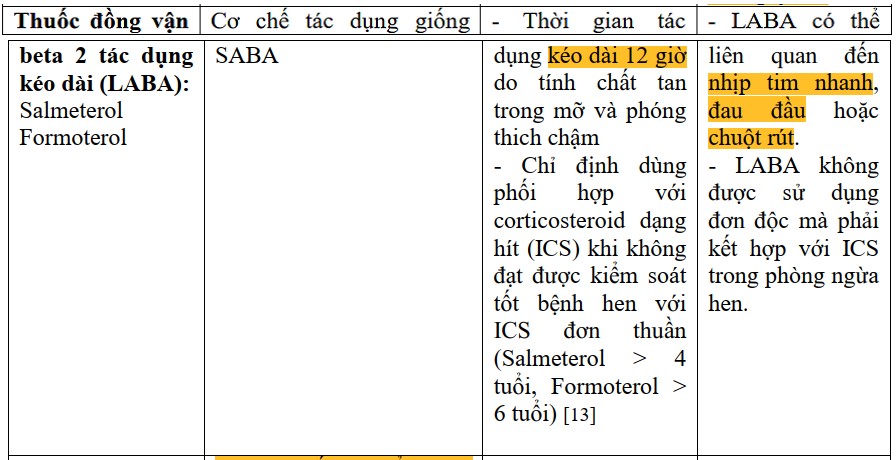 Thuốc đồng vận
beta 2 tác dụng
kéo dài (LABA):
Salmeterol
Formoterol
Cơ chế tác dụng giống
SABA
- Thời gian tác
dụng kéo dài 12 giờ
do tính chất tan
trong mỡ và phóng
thich chậm
- Chỉ định dùng
phối hợp với
corticosteroid dạng
hít (ICS) khi không
đạt được kiểm soát
tốt bệnh hen với
ICS đơn thuần
(Salmeterol > 4
tuổi, Formoterol >
6 tuổi) [13]
- LABA có thể
liên quan đến
nhịp tim nhanh,
đau đầu hoặc
chuột rút.
- LABA không
được sử dụng
đơn độc mà phải
kết hợp với ICS
trong phòng ngừa
hen.